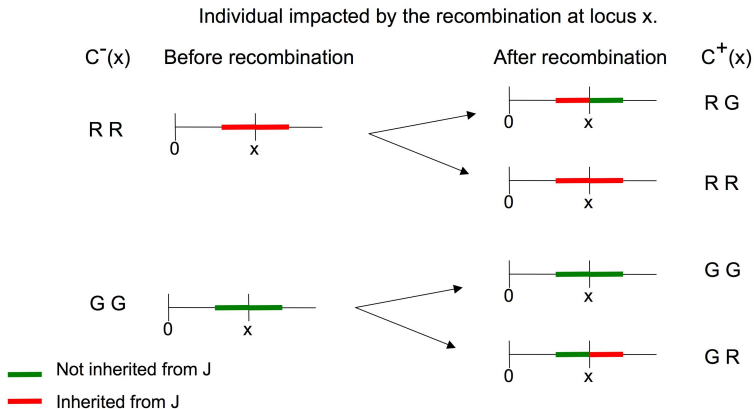 Individual impacted by the recombination at locus x.
C⁻(x) Before recombination After recombination C⁺(x)
R G
0 x
R R
0 x
R R
0 x
G G
0 x
G G
0 x
G R
0 x
Not inherited from J
Inherited from J